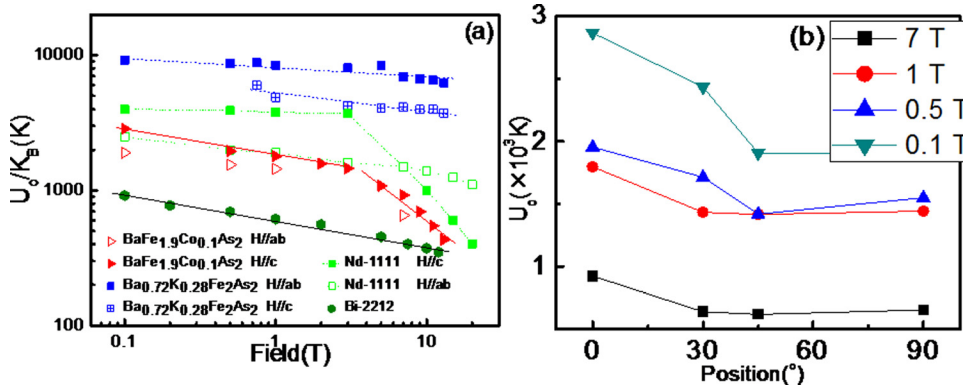 (a)
U₀/K_B(K)
10000
1000
100
0.1
1
10
Field(T)
BaFe1.9Co0.1As2 H//ab
BaFe1.9Co0.1As2 H//c
Ba0.72K0.28Fe2As2 H//ab
Ba0.72K0.28Fe2As2 H//c
Nd-1111 H//c
Nd-1111 H//ab
Bi-2212
(b)
U₀(×10³K)
3
2
1
0
30
60
90
Position(°)
7 T
1 T
0.5 T
0.1 T